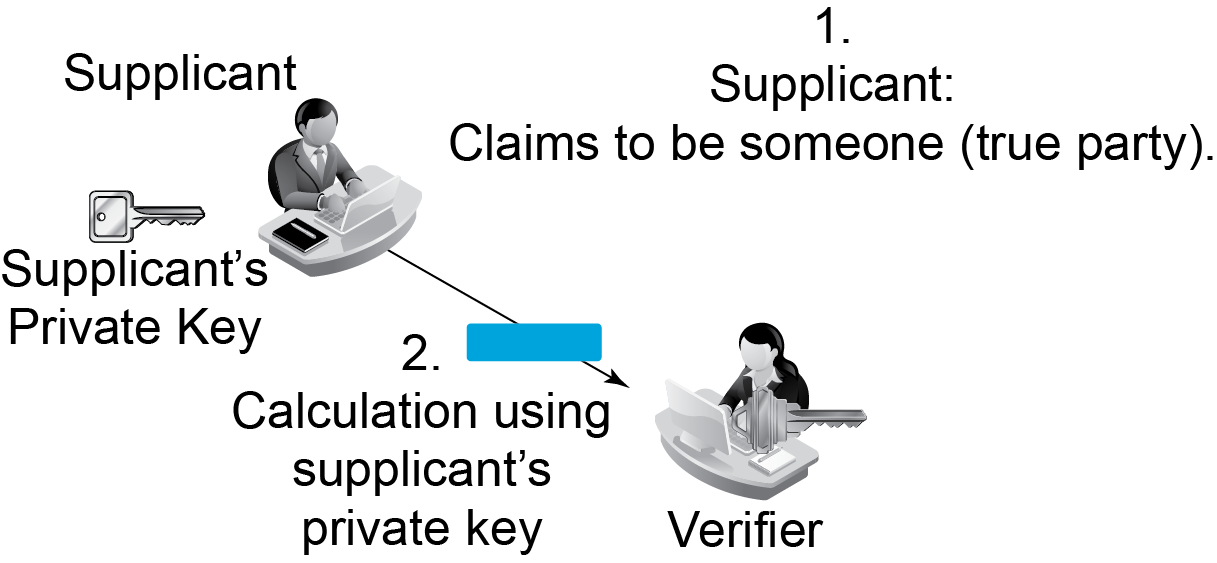 1.
Supplicant:
Claims to be someone (true party).
Supplicant
Supplicant’s
Private Key
2.
Calculation using
supplicant’s
private key
Verifier